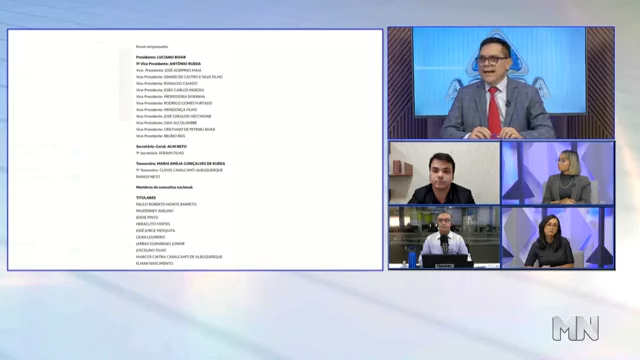 foram empossados:
Presidente: LUCIANO BIVAR
1º Vice Presidente: ANTÔNIO RUEDA
Vice- Presidente: JOSÉ AGRIPINO MAIA
Vice-Presidente: DAVID DE CASTRO E SILVA FILHO
Vice-Presidente: RONALDO CAIADO
Vice-Presidente: JOÃO CARLOS
Vice-Presidente: PROFESSORA DORINHA
Vice-Presidente: RODRIGO GOMES FURTADO
Vice-Presidente: MENDONÇA FILHO
Vice-Presidente: JOSÉ GERALDO
Vice-Presidente: DAVI ALCOLUMBRE
Vice-Presidente: CRISTIANO DE PETRIBU BIVAR
Vice-Presidente: BRUNO REIS
Secretário-Geral: ACM NETO
1º Secretário: EFRAIM FILHO
Tesoureiro: MARIA EMÍLIA GONÇALVES DE RUEDA
1º Tesoureiro: CLOVIS CAVALCANTI ALBUQUERQUE
RAMOS NETO
Membros da executiva nacional:
TITULARES
PAULO ROBERTO MONTE BARRETO
PAUDERNEY AVELINO
EDDIE PINTO
HERÁCLITO FORTES
JOSÉ JORGE MESQUITA
GEAN LOUREIRO
JARBAS GUIMARÃES JUNIOR
JUSCELINO FILHO
MARCOS CINTRA CAVALCANTI DE ALBUQUERQUE
ELMAR NASCIMENTO
MN